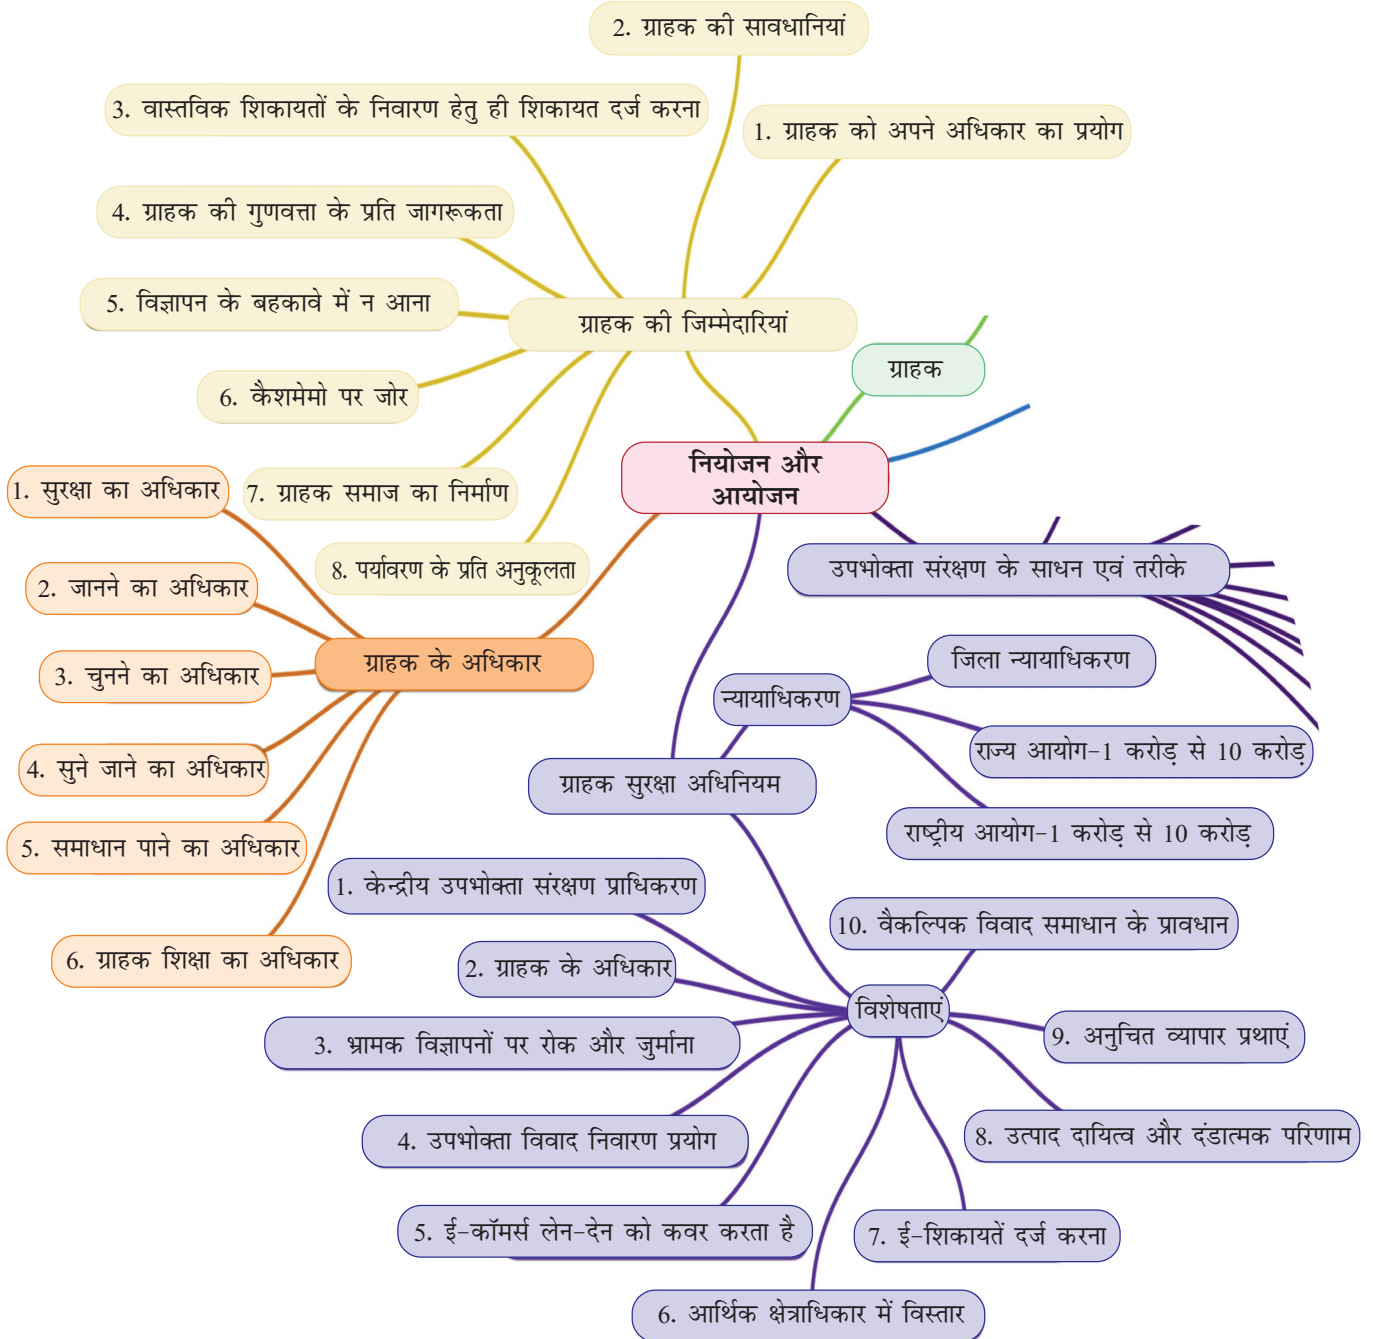 2. ग्राहक की सावधानियां
3. वास्तविक शिकायतों के निवारण हेतु ही शिकायत दर्ज करना
1. ग्राहक को अपने अधिकार का प्रयोग
4. ग्राहक की गुणवत्ता के प्रति जागरूकता
5. विज्ञापन के बहकावे में न आना
ग्राहक की जिम्मेदारियां
ग्राहक
6. कैशमेमो पर जोर
नियोजन और
आयोजन
7. ग्राहक समाज का निर्माण
8. पर्यावरण के प्रति अनुकूलता
1. सुरक्षा का अधिकार
2. जानने का अधिकार
3. चुनने का अधिकार
ग्राहक के अधिकार
4. सुने जाने का अधिकार
5. समाधान पाने का अधिकार
6. ग्राहक शिक्षा का अधिकार
उपभोक्ता संरक्षण के साधन एवं तरीके
जिला न्यायाधिकरण
न्यायाधिकरण
राज्य आयोग-1 करोड़ से 10 करोड़
राष्ट्रीय आयोग-1 करोड़ से 10 करोड़
ग्राहक सुरक्षा अधिनियम
1. केन्द्रीय उपभोक्ता संरक्षण प्राधिकरण
2. ग्राहक के अधिकार
3. भ्रामक विज्ञापनों पर रोक और जुर्माना
4. उपभोक्ता विवाद निवारण प्रयोग
5. ई-कॉमर्स लेन-देन को कवर करता है
6. आर्थिक क्षेत्राधिकार में विस्तार
7. ई-शिकायतें दर्ज करना
8. उत्पाद दायित्व और दंडात्मक परिणाम
9. अनुचित व्यापार प्रथाएं
10. वैकल्पिक विवाद समाधान के प्रावधान
विशेषताएं